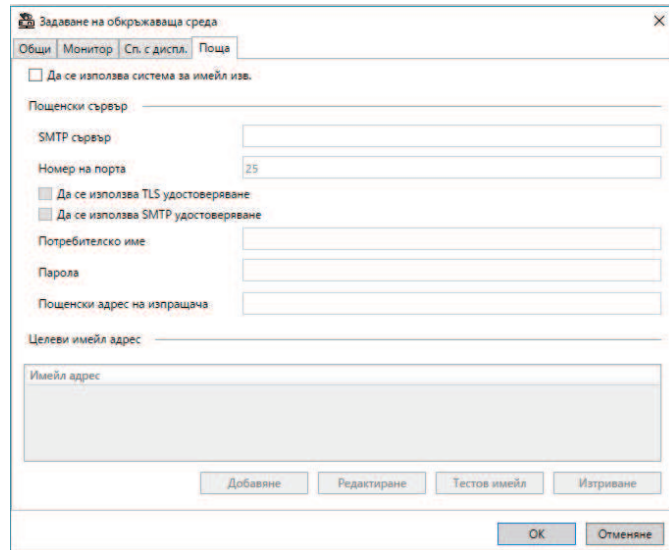 Задаване на обкръжаваща среда
Общи Монитор Сп. с диспл. Поща
Да се използва система за имейл изв.
Пощенски сървър
SMTP сървър
Номер на порта 25
Да се използва TLS удостоверяване
Да се използва SMTP удостоверяване
Потребителско име
Парола
Пощенски адрес на изпращача
Целеви имейл адрес
Имейл адрес
Добавяне Редактиране Тестов имейл Изтриване
OK Отменяне